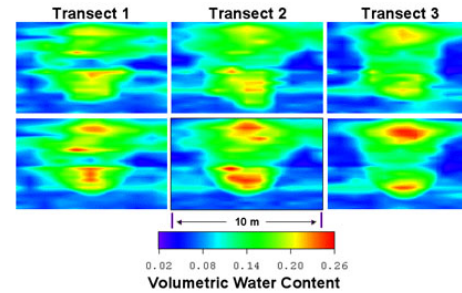 Transect 1 Transect 2 Transect 3
10 m
0.02 0.08 0.14 0.20 0.26
Volumetric Water Content